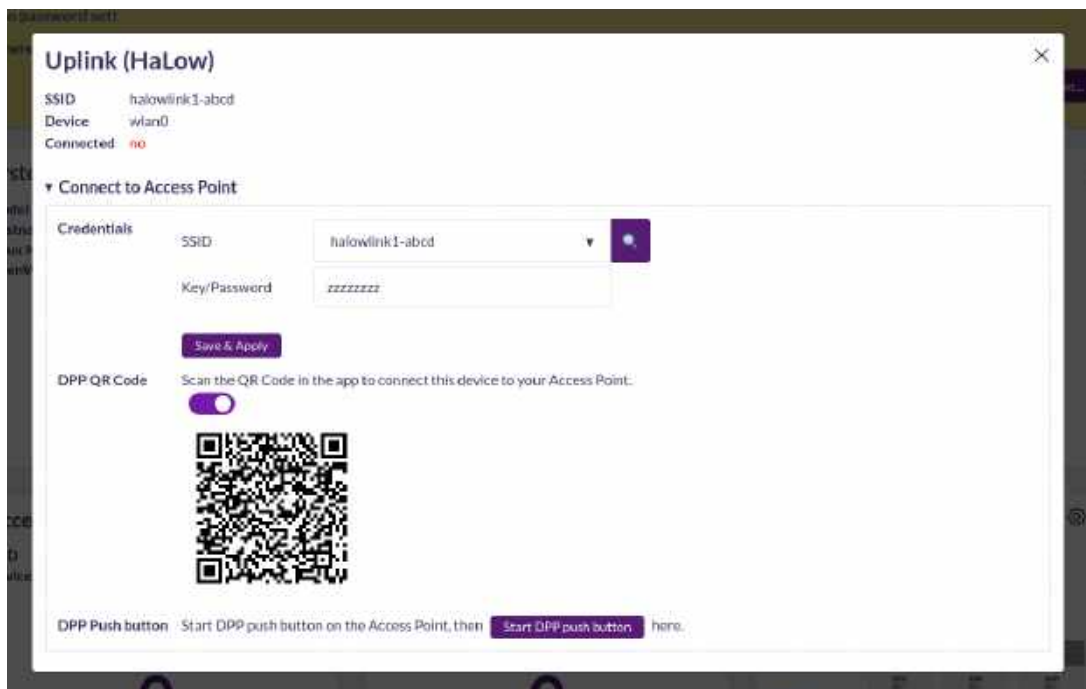 Uplink (HaLow)
SSID halowlink1-abcd
Device wlan0
Connected no
▾ Connect to Access Point
Credentials
SSID halowlink1-abcd
Key/Password zzzzzzzz
Save & Apply
DPP QR Code Scan the QR Code in the app to connect this device to your Access Point.
DPP Push button Start DPP push button on the Access Point, then Start DPP push button here.